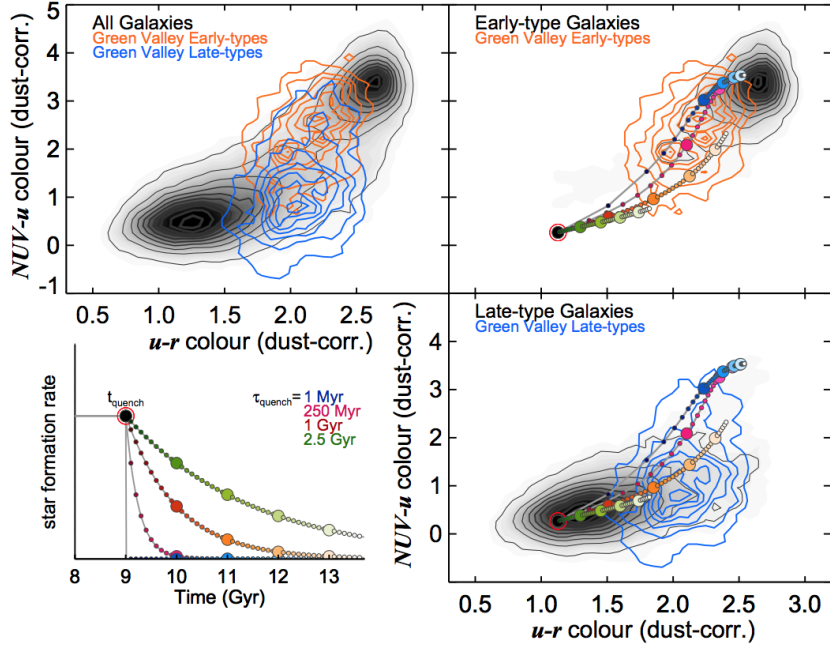 All Galaxies
Green Valley Early-types
Green Valley Late-types
5
4
3
2
1
0
-1
NUV-u colour (dust-corr.)
0.5 1.0 1.5 2.0 2.5
u-r colour (dust-corr.)
Early-type Galaxies
Green Valley Early-types
star formation rate
t_quench
τ_quench= 1 Myr
250 Myr
1 Gyr
2.5 Gyr
8 9 10 11 12 13
Time (Gyr)
Late-type Galaxies
Green Valley Late-types
4
3
2
1
0
NUV-u colour (dust-corr.)
0.5 1.0 1.5 2.0 2.5 3.0
u-r colour (dust-corr.)